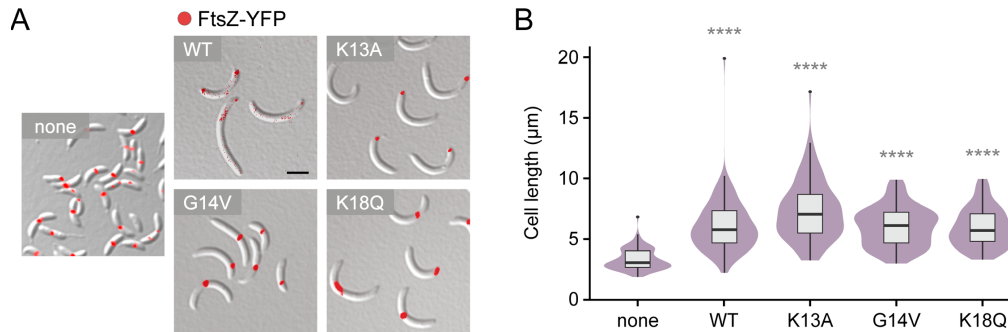 A
FtsZ-YFP
none
WT
K13A
G14V
K18Q
B
Cell length (µm)
20
15
10
5
0
****
****
****
****
none
WT
K13A
G14V
K18Q